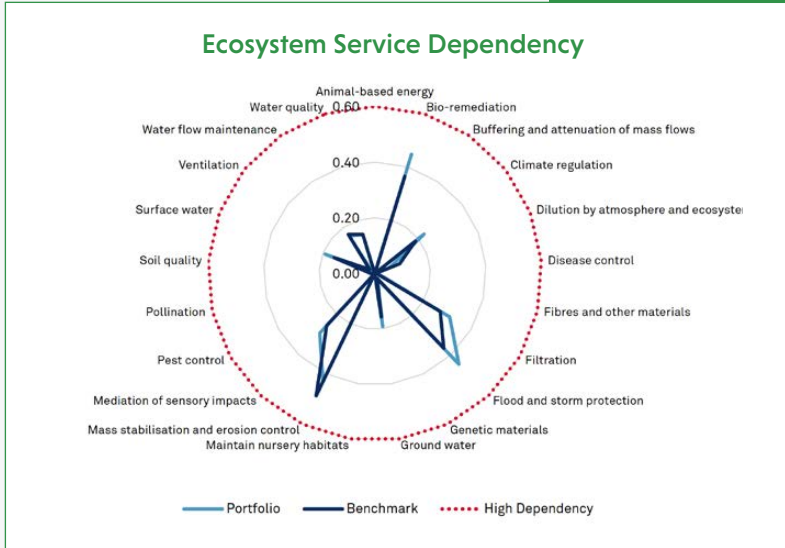 Ecosystem Service Dependency
Animal-based energy
Water quality 0.60 Bio-remediation
Water flow maintenance Buffering and attenuation of mass flows
Ventilation 0.40 Climate regulation
Surface water 0.20 Dilution by atmosphere and ecosyste
Soil quality 0.00 Disease control
Pollination Fibres and other materials
Pest control Filtration
Mediation of sensory impacts Flood and storm protection
Mass stabilisation and erosion control Genetic materials
Maintain nursery habitats Ground water
Portfolio Benchmark High Dependency